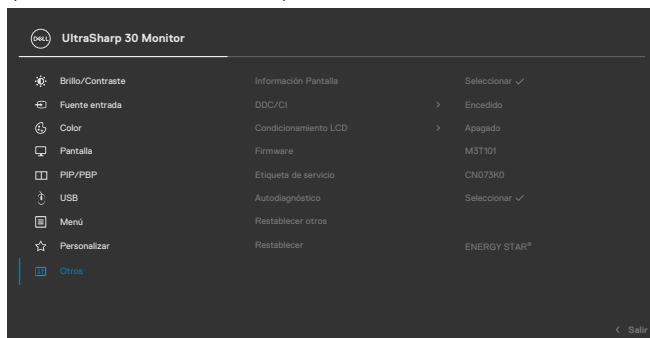 DELL UltraSharp 30 Monitor
Brillo/Contraste Información Pantalla Seleccionar ✓
Fuente entrada DDC/CI > Encedido
Color Condicionamiento LCD > Apagado
Pantalla Firmware M3T101
PIP/PBP Etiqueta de servicio CN073K0
USB Autodiagnóstico Seleccionar ✓
Menú Restablecer otros
Personalizar Restablecer ENERGY STAR®
Otros
< Salir